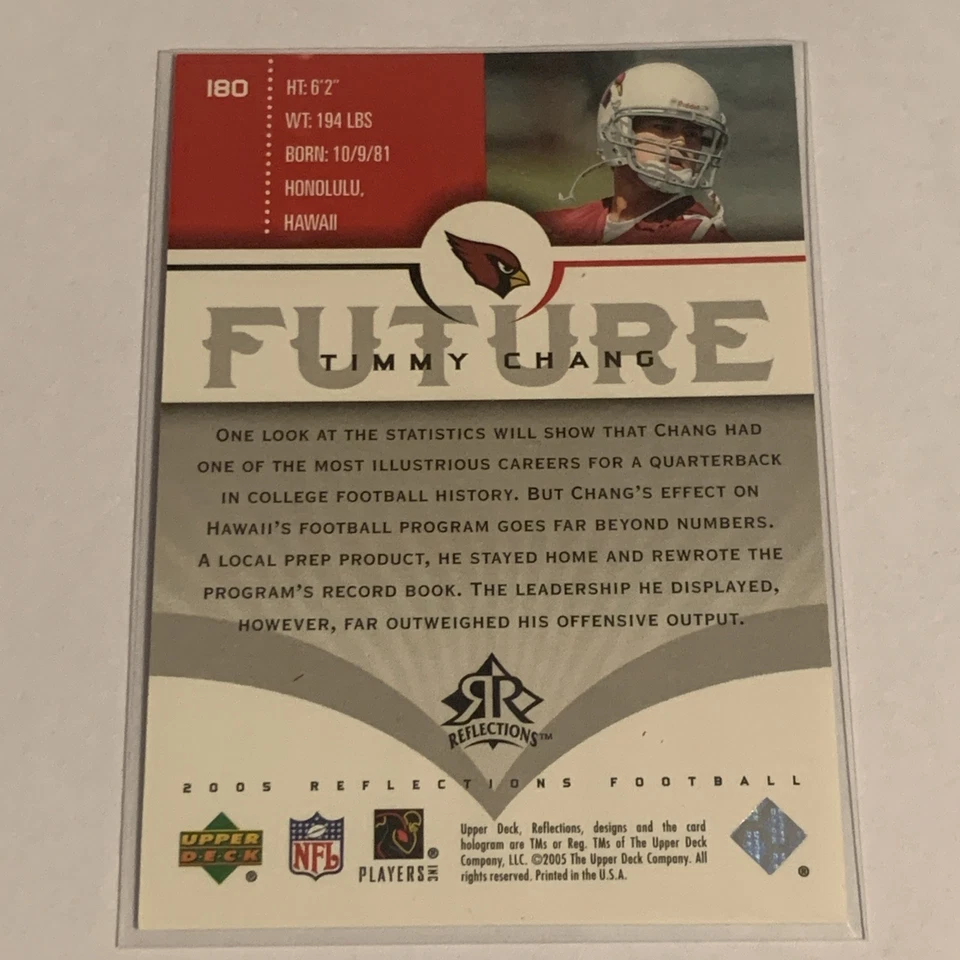 180
HT: 6'2"
WT: 194 LBS
BORN: 10/9/81
HONOLULU,
HAWAII
FUTURE
TIMMY CHANG
ONE LOOK AT THE STATISTICS WILL SHOW THAT CHANG HAD
ONE OF THE MOST ILLUSTRIOUS CAREERS FOR A QUARTERBACK
IN COLLEGE FOOTBALL HISTORY. BUT CHANG'S EFFECT ON
HAWAII'S FOOTBALL PROGRAM GOES FAR BEYOND NUMBERS.
A LOCAL PREP PRODUCT, HE STAYED HOME AND REWROTE THE
PROGRAM'S RECORD BOOK. THE LEADERSHIP HE DISPLAYED,
HOWEVER, FAR OUTWEIGHED HIS OFFENSIVE OUTPUT.
RR
REFLECTIONS™
2005 REFLECTIONS FOOTBALL
UPPER
DECK
®
NFL
PLAYERS INC
®
Upper Deck, Reflections, designs and the card
hologram are TMs or Reg. TMs of The Upper Deck
Company, LLC. ©2005 The Upper Deck Company. All
rights reserved. Printed in the U.S.A.
®